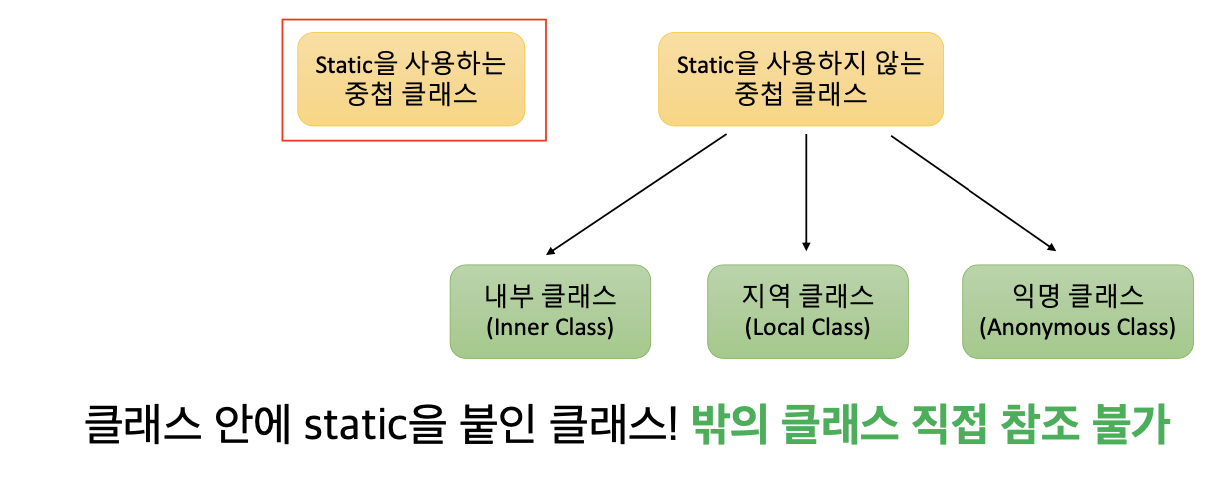 Static을 사용하는
중첩 클래스
Static을 사용하지 않는
중첩 클래스
내부 클래스
(Inner Class)
지역 클래스
(Local Class)
익명 클래스
(Anonymous Class)
클래스 안에 static을 붙인 클래스! 밖의 클래스 직접 참조 불가